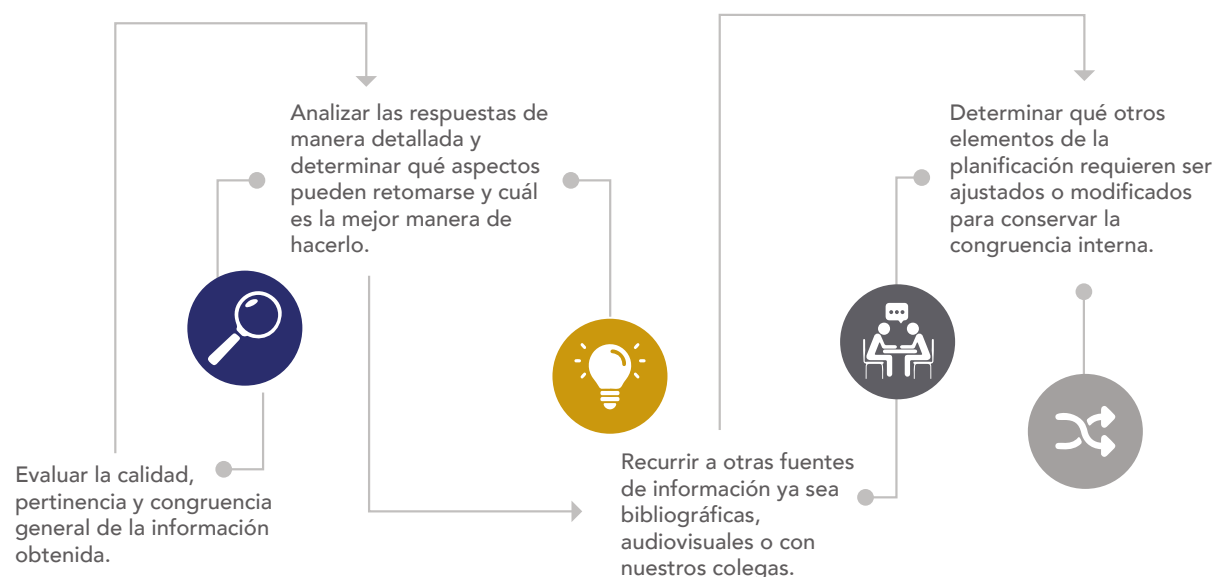 Evaluar la calidad,
pertinencia y congruencia
general de la información
obtenida.
Analizar las respuestas de
manera detallada y
determinar qué aspectos
pueden retomarse y cuál
es la mejor manera de
hacerlo.
Recurrir a otras fuentes
de información ya sea
bibliográficas,
audiovisuales o con
nuestros colegas.
Determinar qué otros
elementos de la
planificación requieren ser
ajustados o modificados
para conservar la
congruencia interna.